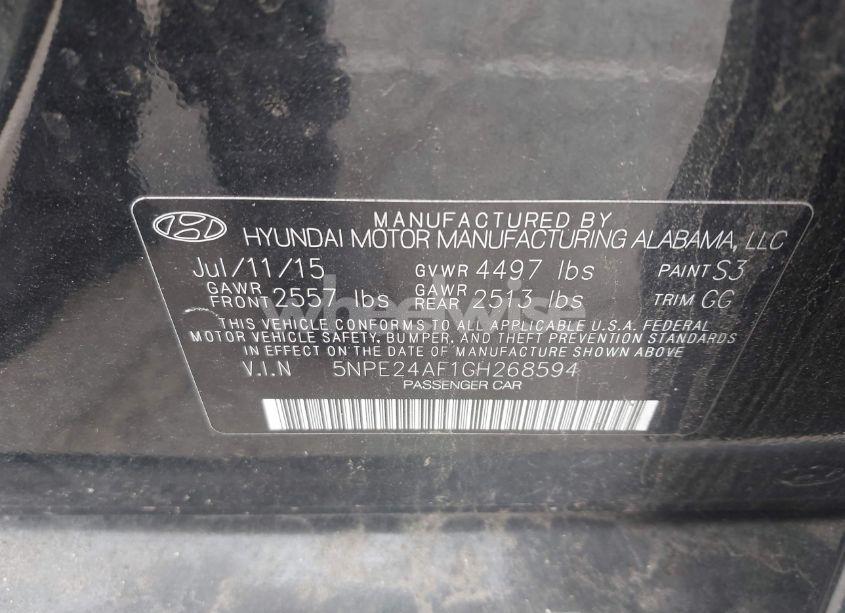 MANUFACTURED BY
HYUNDAI MOTOR MANUFACTURING ALABAMA, LLC
Jul/11/15 GVWR 4497 lbs PAINT S3
GAWR FRONT 2557 lbs GAWR REAR 2513 lbs TRIM GG
THIS VEHICLE CONFORMS TO ALL APPLICABLE U.S.A. FEDERAL
MOTOR VEHICLE SAFETY, BUMPER, AND THEFT PREVENTION STANDARDS
IN EFFECT ON THE DATE OF MANUFACTURE SHOWN ABOVE
V.I.N 5NPE24AF1GH268594
PASSENGER CAR
wheelwise